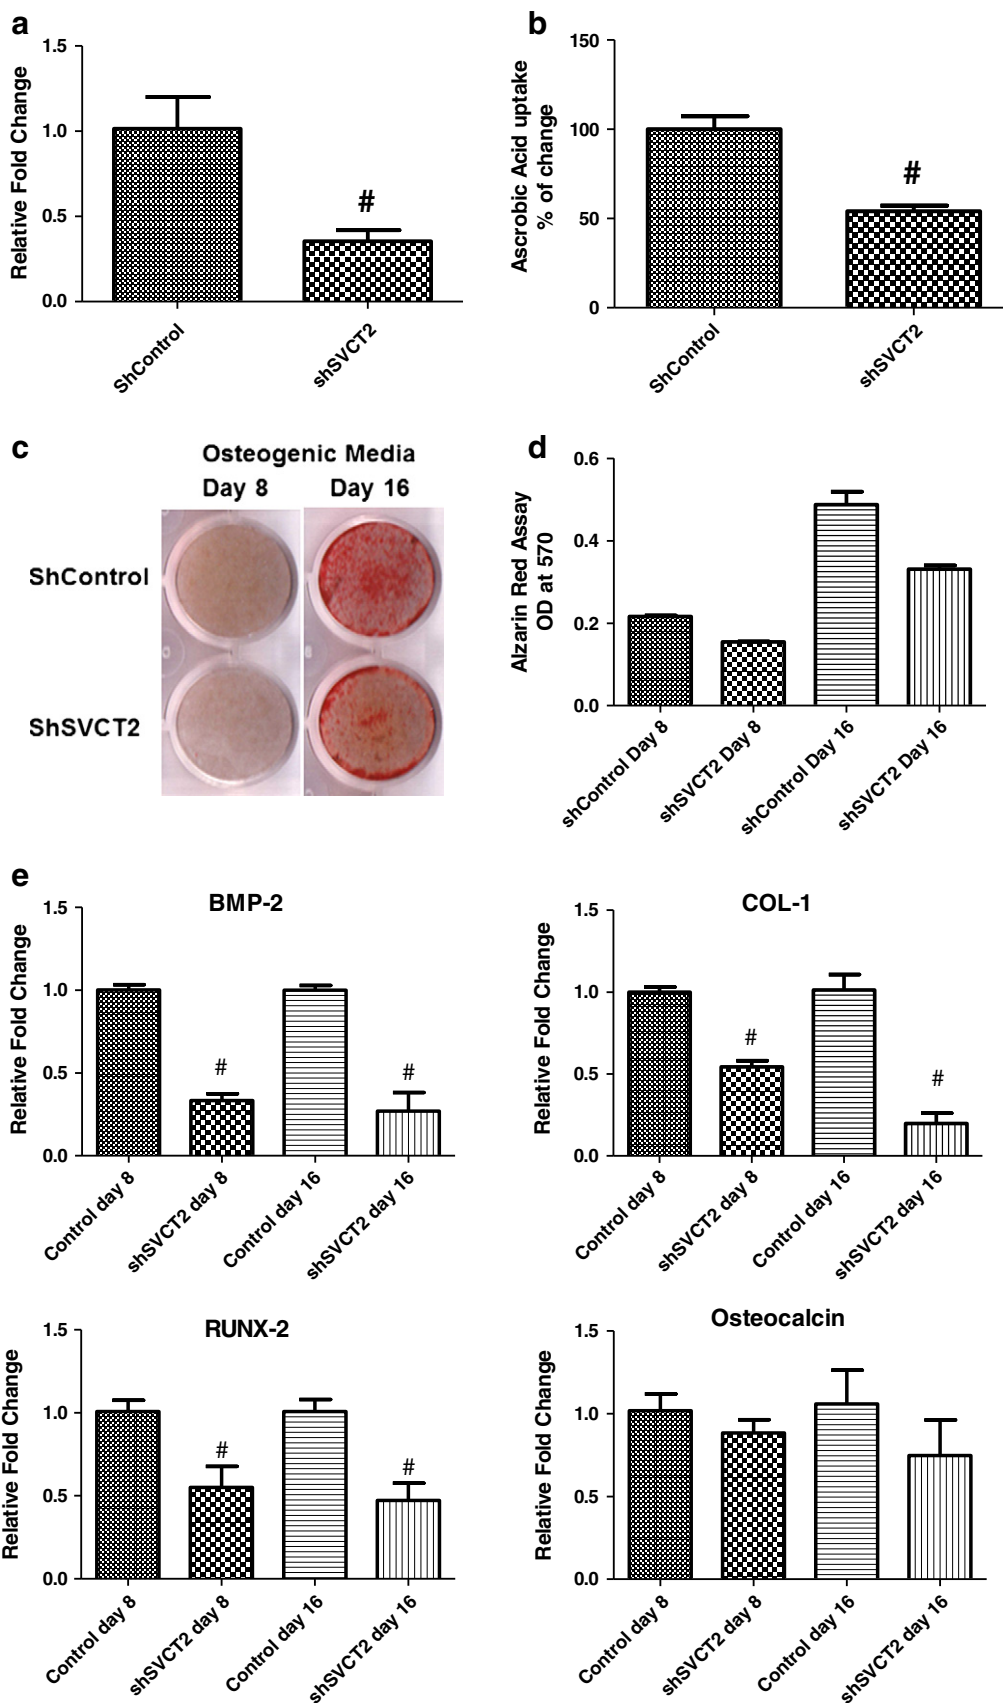 a
Relative Fold Change
1.5
1.0
0.5
0.0
#
ShControl
shSVCT2
b
Ascrobic Acid uptake
% of change
150
100
50
0
#
ShControl
shSVCT2
c
Osteogenic Media
Day 8 Day 16
ShControl
ShSVCT2
d
Alzarin Red Assay
OD at 570
0.6
0.4
0.2
0.0
shControl Day 8
shSVCT2 Day 8
shControl Day 16
shSVCT2 Day 16
e
BMP-2
Relative Fold Change
1.5
1.0
0.5
0.0
#
#
Control day 8
shSVCT2 day 8
Control day 16
shSVCT2 day 16
COL-1
Relative Fold Change
1.5
1.0
0.5
0.0
#
#
Control day 8
shSVCT2 day 8
Control day 16
shSVCT2 day 16
RUNX-2
Relative Fold Change
1.5
1.0
0.5
0.0
#
#
Control day 8
shSVCT2 day 8
Control day 16
shSVCT2 day 16
Osteocalcin
Relative Fold Change
1.5
1.0
0.5
0.0
Control day 8
shSVCT2 day 8
Control day 16
shSVCT2 day 16